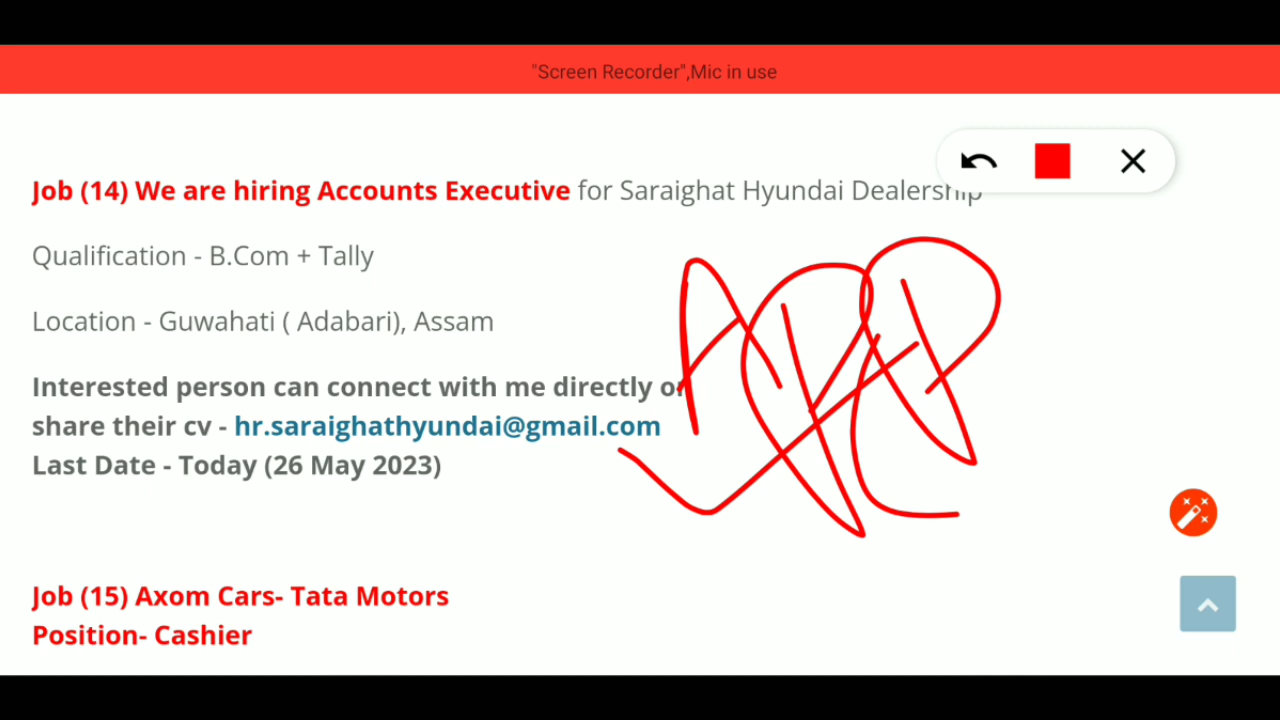 "Screen Recorder",Mic in use
Job (14) We are hiring Accounts Executive for Saraighat Hyundai Dealership
Qualification - B.Com + Tally
Location - Guwahati ( Adabari), Assam
Interested person can connect with me directly or
share their cv - hr.saraighathyundai@gmail.com
Last Date - Today (26 May 2023)
Job (15) Axom Cars- Tata Motors
Position- Cashier